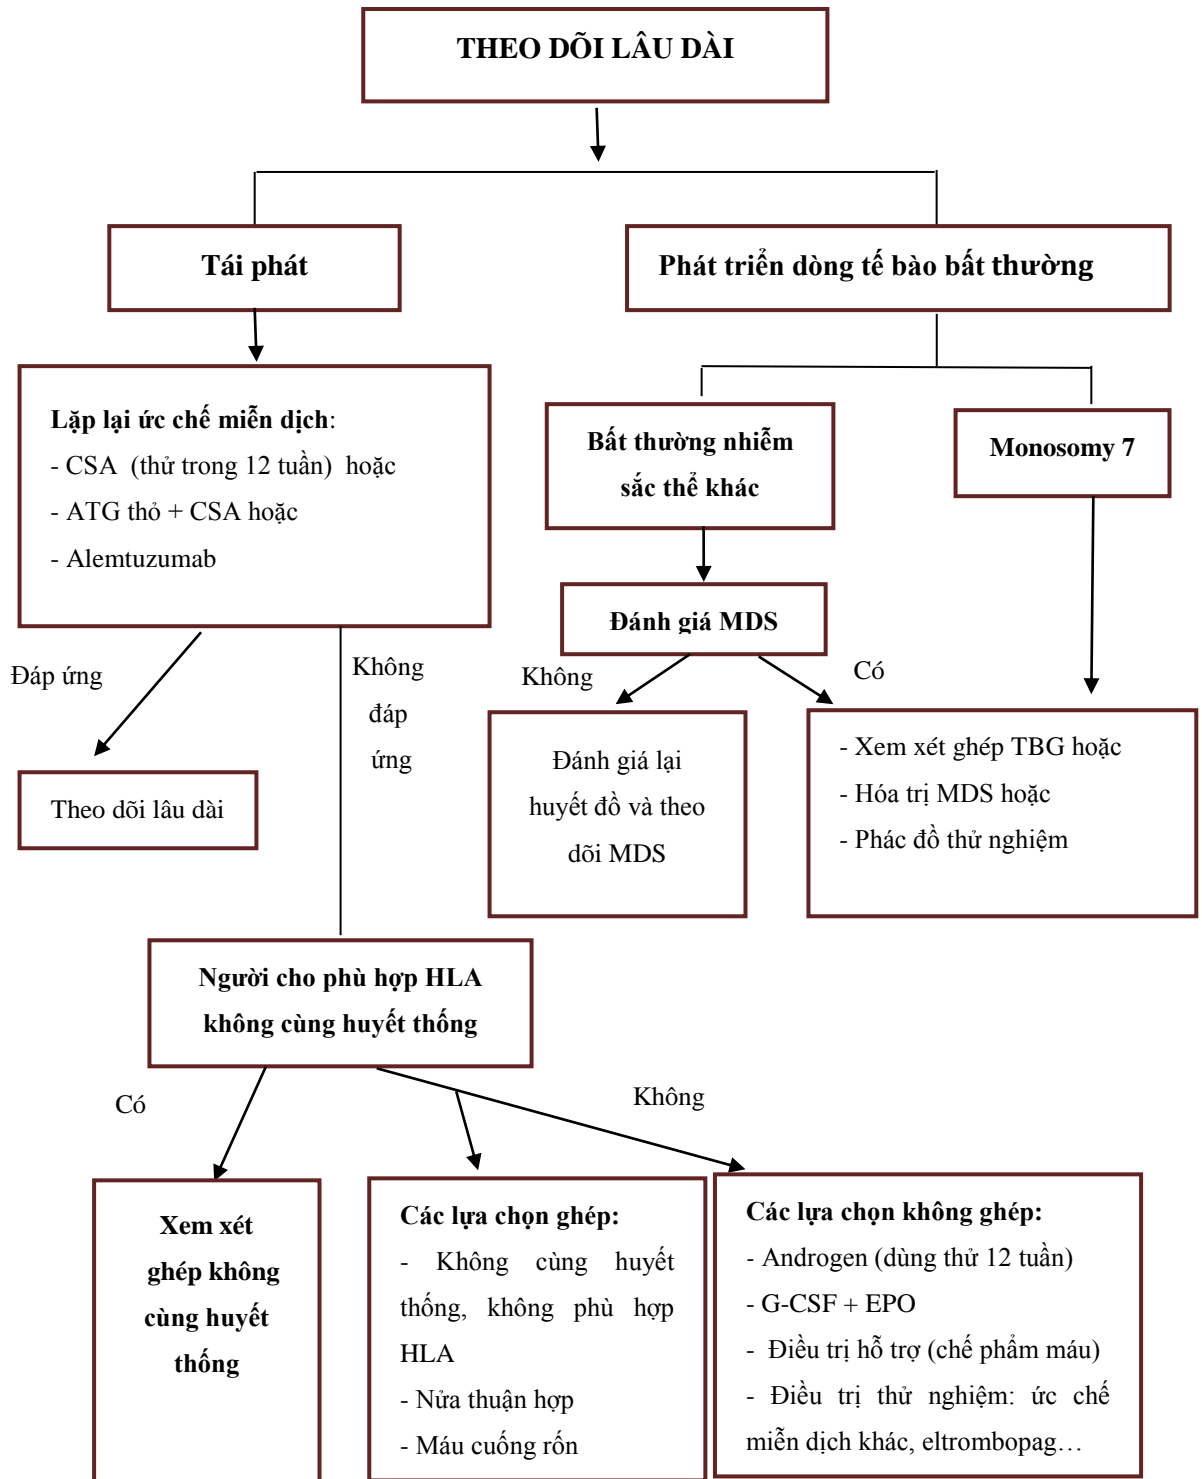 THEO DÕI LÂU DÀI
Tái phát
Phát triển dòng tế bào bất thường
Lặp lại ức chế miễn dịch:
- CSA (thử trong 12 tuần) hoặc
- ATG thỏ + CSA hoặc
- Alemtuzumab
Bất thường nhiễm
sắc thể khác
Monosomy 7
Đánh giá MDS
Đáp ứng
Không
đáp
ứng
Không
Có
Theo dõi lâu dài
Đánh giá lại
huyết đồ và theo
dõi MDS
- Xem xét ghép TBG hoặc
- Hóa trị MDS hoặc
- Phác đồ thử nghiệm
Người cho phù hợp HLA
không cùng huyết thống
Có
Không
Xem xét
ghép không
cùng huyết
thống
Các lựa chọn ghép:
- Không cùng huyết
thống, không phù hợp
HLA
- Nửa thuận hợp
- Máu cuống rốn
Các lựa chọn không ghép:
- Androgen (dùng thử 12 tuần)
- G-CSF + EPO
- Điều trị hỗ trợ (chế phẩm máu)
- Điều trị thử nghiệm: ức chế
miễn dịch khác, eltrombopag…